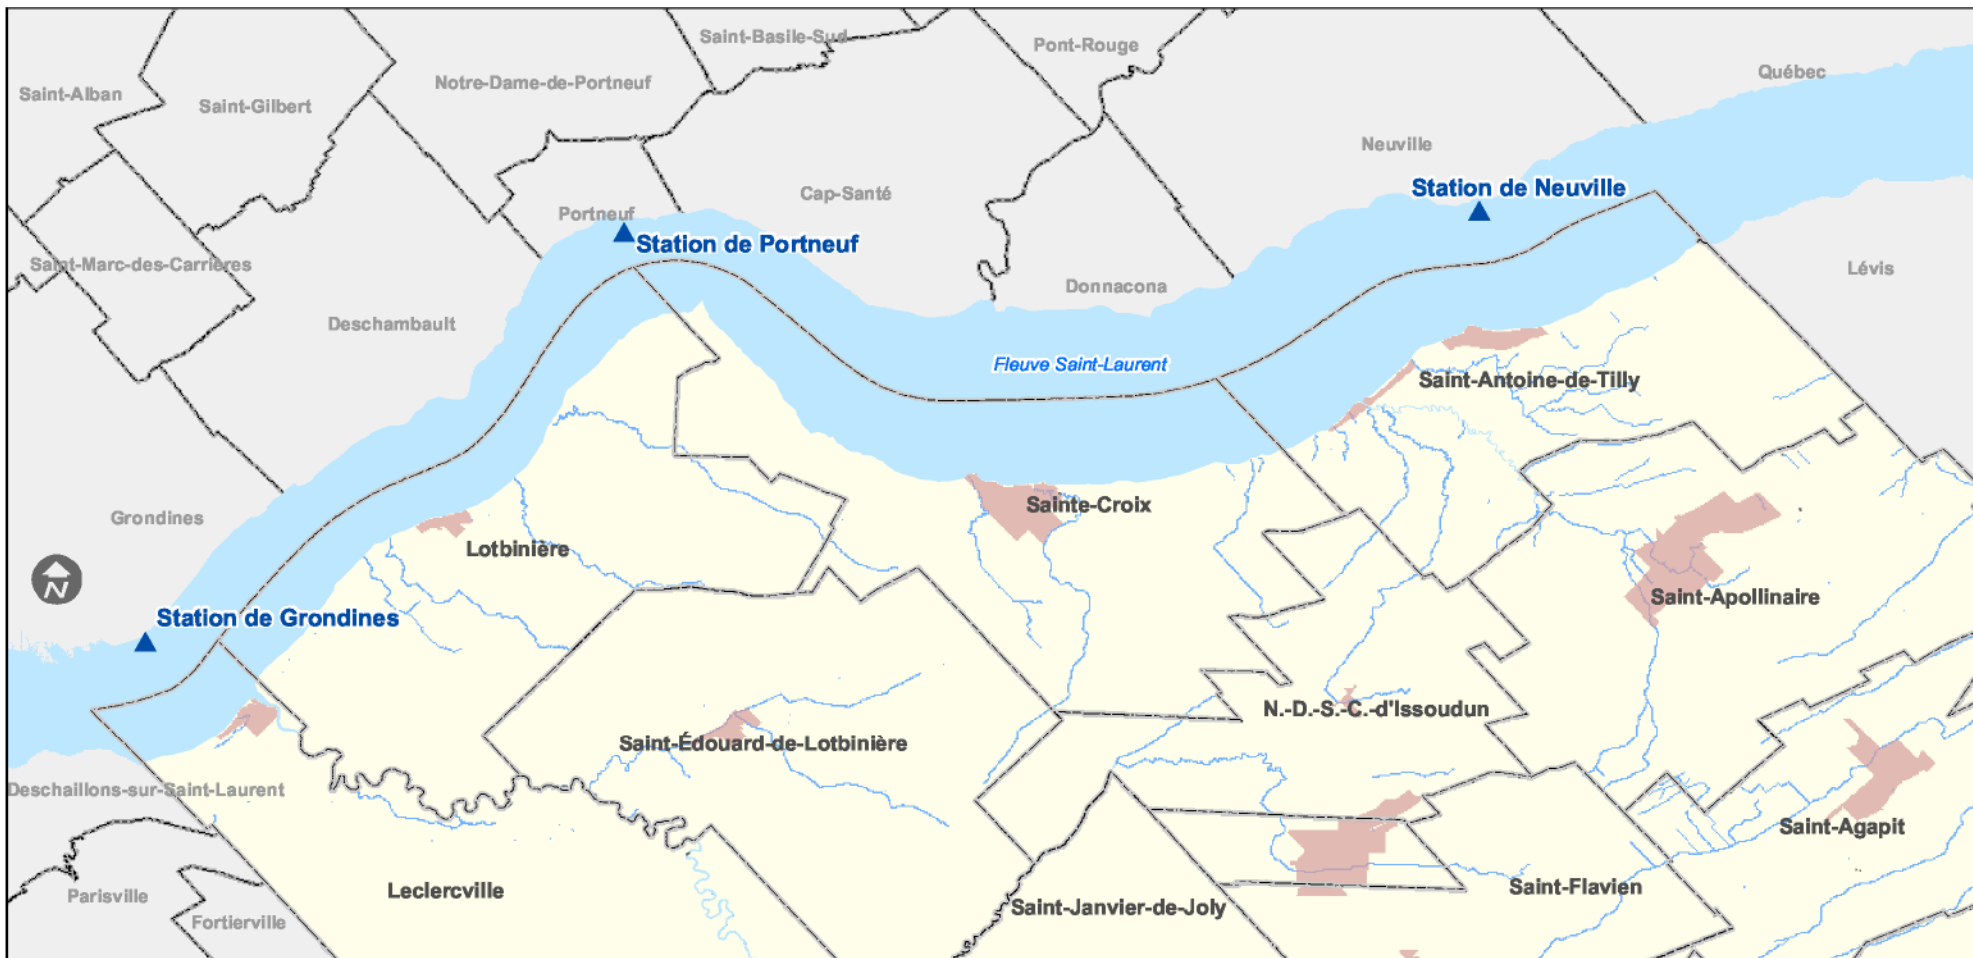 Saint-Basile-Sud
Pont-Rouge
Québec
Notre-Dame-de-Portneuf
Saint-Alban
Saint-Gilbert
Neuville
Station de Neuville
Cap-Santé
Portneuf
Station de Portneuf
Saint-Marc-des-Carrières
Lévis
Donnacona
Deschambault
Fleuve Saint-Laurent
Saint-Antoine-de-Tilly
Sainte-Croix
Grondines
Lotbinière
N
Saint-Apollinaire
Station de Grondines
N.-D.-S.-C.-d'Issoudun
Saint-Édouard-de-Lotbinière
Deschaillons-sur-Saint-Laurent
Saint-Agapit
Saint-Flavien
Leclercville
Parisville
Saint-Janvier-de-Joly
Fortierville